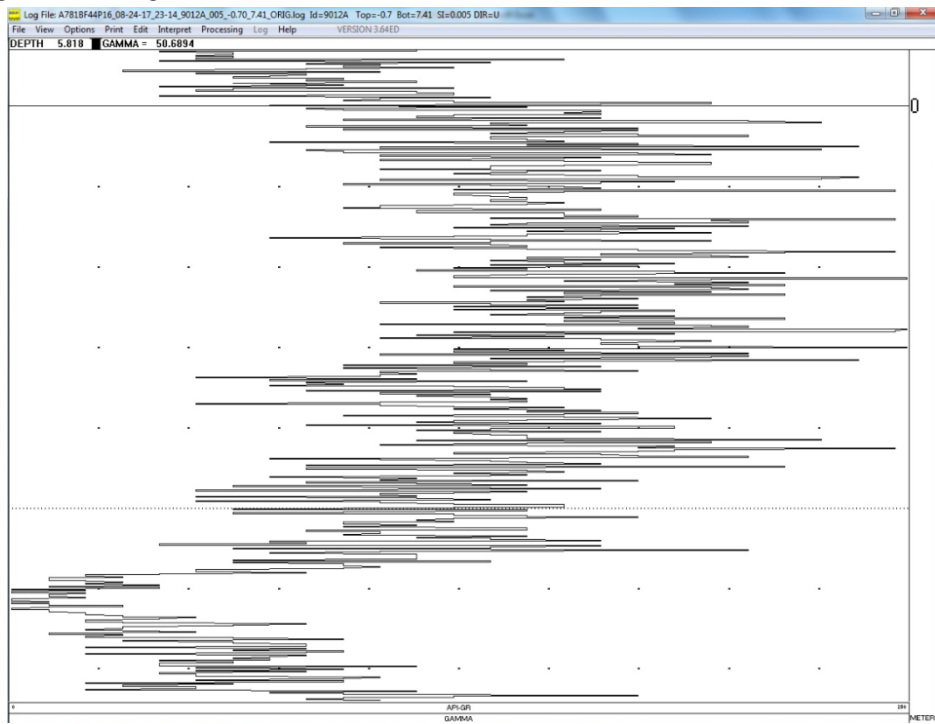 Log File: A781BF44P16_08-24-17_23-14_9012A_005_-0.70_7.41_ORIG.log Id=9012A Top=-0.7 Bot=7.41 SI=0.005 DIR=U
File View Options Print Edit Interpret Processing Log Help VERSION 3.64ED
DEPTH 5.818 GAMMA = 50.6894
0
0 API-GR
GAMMA METER